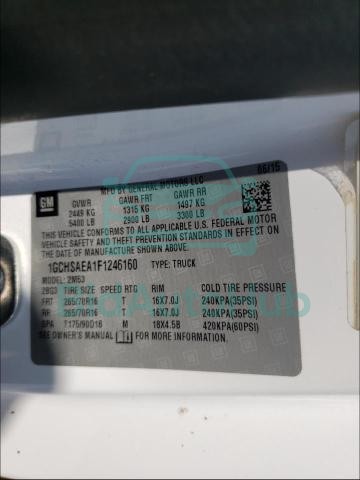 MFD BY GENERAL MOTORS LLC
06/15
GM
GVWR GAWR FRT GAWR RR
2449 KG 1315 KG 1497 KG
5400 LB 2900 LB 3300 LB
THIS VEHICLE CONFORMS TO ALL APPLICABLE U.S. FEDERAL MOTOR
VEHICLE SAFETY AND THEFT PREVENTION STANDARDS IN EFFECT ON
THE DATE OF MANUFACTURE SHOWN ABOVE.
1GCHSAEA1F1246160 TYPE: TRUCK
MODEL: 2M53
2BG3 TIRE SIZE SPEED RTG RIM COLD TIRE PRESSURE
FRT 265/70R16 T 16X7.0J 240KPA(35PSI)
RR 265/70R16 T 16X7.0J 240KPA(35PSI)
SPA T175/90D18 M 18X4.5B 420KPA(60PSI)
SEE OWNER'S MANUAL FOR MORE INFORMATION.